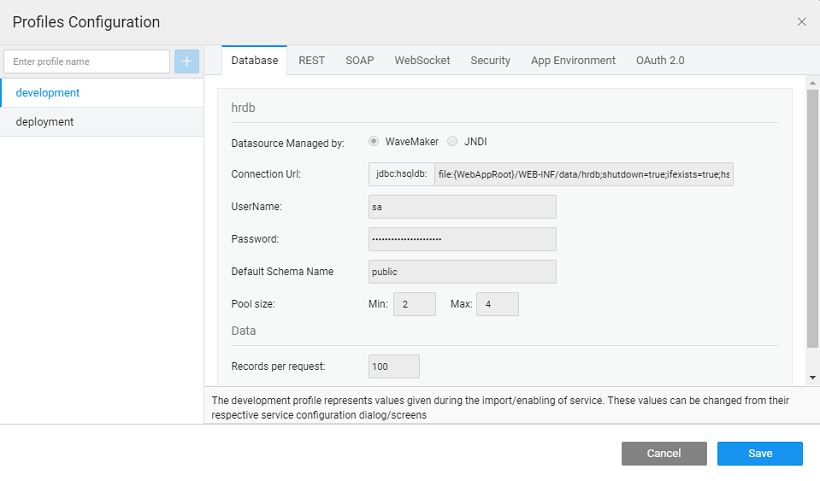 Profiles Configuration
Enter profile name
+
development
deployment
Database REST SOAP WebSocket Security App Environment OAuth 2.0
hrdb
Datasource Managed by: WaveMaker JNDI
Connection Url: jdbc:hsqldb: file:{WebAppRoot}/WEB-INF/data/hrdb;shutdown=true;ifexists=true;hs
UserName: sa
Password: ••••••••••••••••••••••
Default Schema Name public
Pool size: Min: 2 Max: 4
Data
Records per request: 100
The development profile represents values given during the import/enabling of service. These values can be changed from their
respective service configuration dialog/screens
Cancel Save